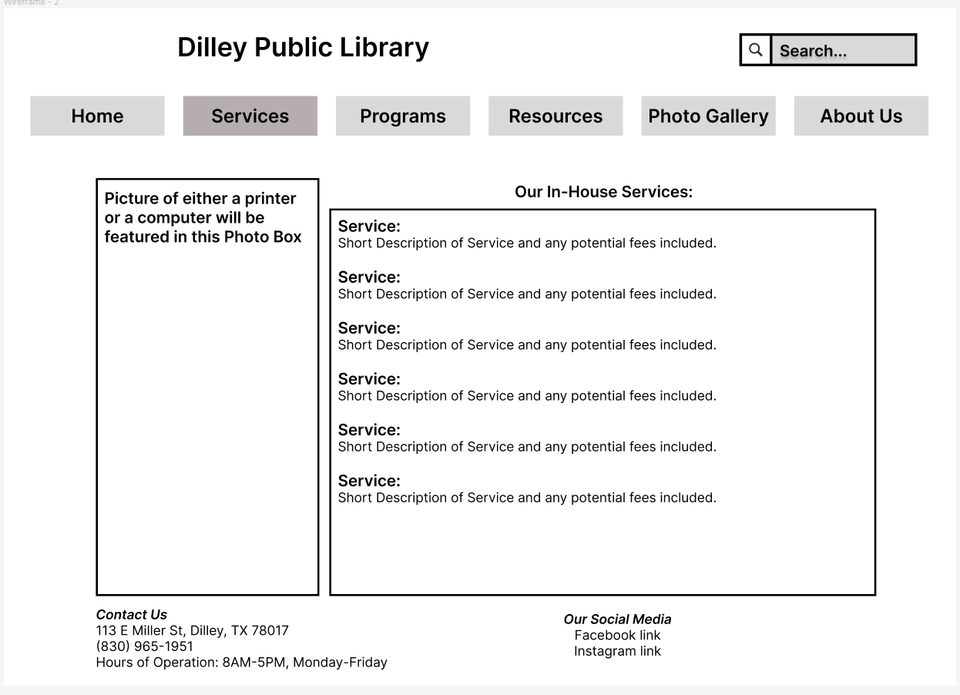 Wireframe - 2
Dilley Public Library
Search...
Home
Services
Programs
Resources
Photo Gallery
About Us
Picture of either a printer
or a computer will be
featured in this Photo Box
Our In-House Services:
Service:
Short Description of Service and any potential fees included.
Service:
Short Description of Service and any potential fees included.
Service:
Short Description of Service and any potential fees included.
Service:
Short Description of Service and any potential fees included.
Service:
Short Description of Service and any potential fees included.
Service:
Short Description of Service and any potential fees included.
Contact Us
113 E Miller St, Dilley, TX 78017
(830) 965-1951
Hours of Operation: 8AM-5PM, Monday-Friday
Our Social Media
Facebook link
Instagram link